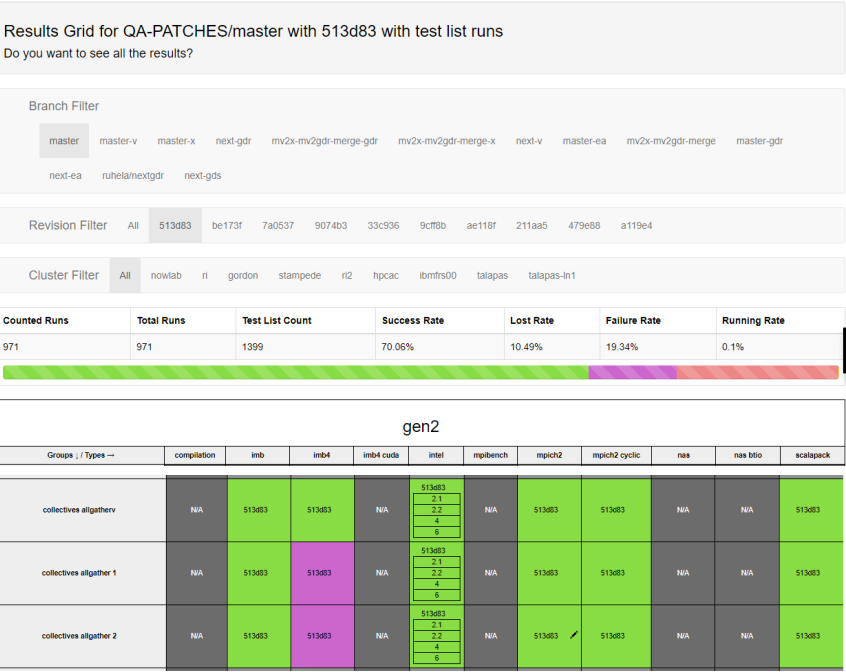 Results Grid for QA-PATCHES/master with 513d83 with test list runs
Do you want to see all the results?
Branch Filter
master master-v master-x next-gdr mv2x-mv2gdr-merge-gdr mv2x-mv2gdr-merge-x next-v master-ea mv2x-mv2gdr-merge master-gdr
next-ea ruhela/nextgdr next-gds
Revision Filter All 513d83 be173f 7a0537 9074b3 33c936 9cff8b ae118f 211aa5 479e88 a119e4
Cluster Filter All nowlab ri gordon stampede ri2 hpcac ibmfrs00 talapas talapas-ln1
Counted Runs Total Runs Test List Count Success Rate Lost Rate Failure Rate Running Rate
971 971 1399 70.06% 10.49% 19.34% 0.1%
gen2
Groups ↓ / Types → compilation imb imb4 imb4 cuda intel mpibench mpich2 mpich2 cyclic nas nas btio scalapack
collectives allgatherv N/A 513d83 513d83 N/A 513d83 2.1 2.2 4 6 N/A 513d83 513d83 N/A N/A 513d83
collectives allgather 1 N/A 513d83 513d83 N/A 513d83 2.1 2.2 4 6 N/A 513d83 513d83 N/A N/A 513d83
collectives allgather 2 N/A 513d83 513d83 N/A 513d83 2.1 2.2 4 6 N/A 513d83 513d83 N/A N/A 513d83